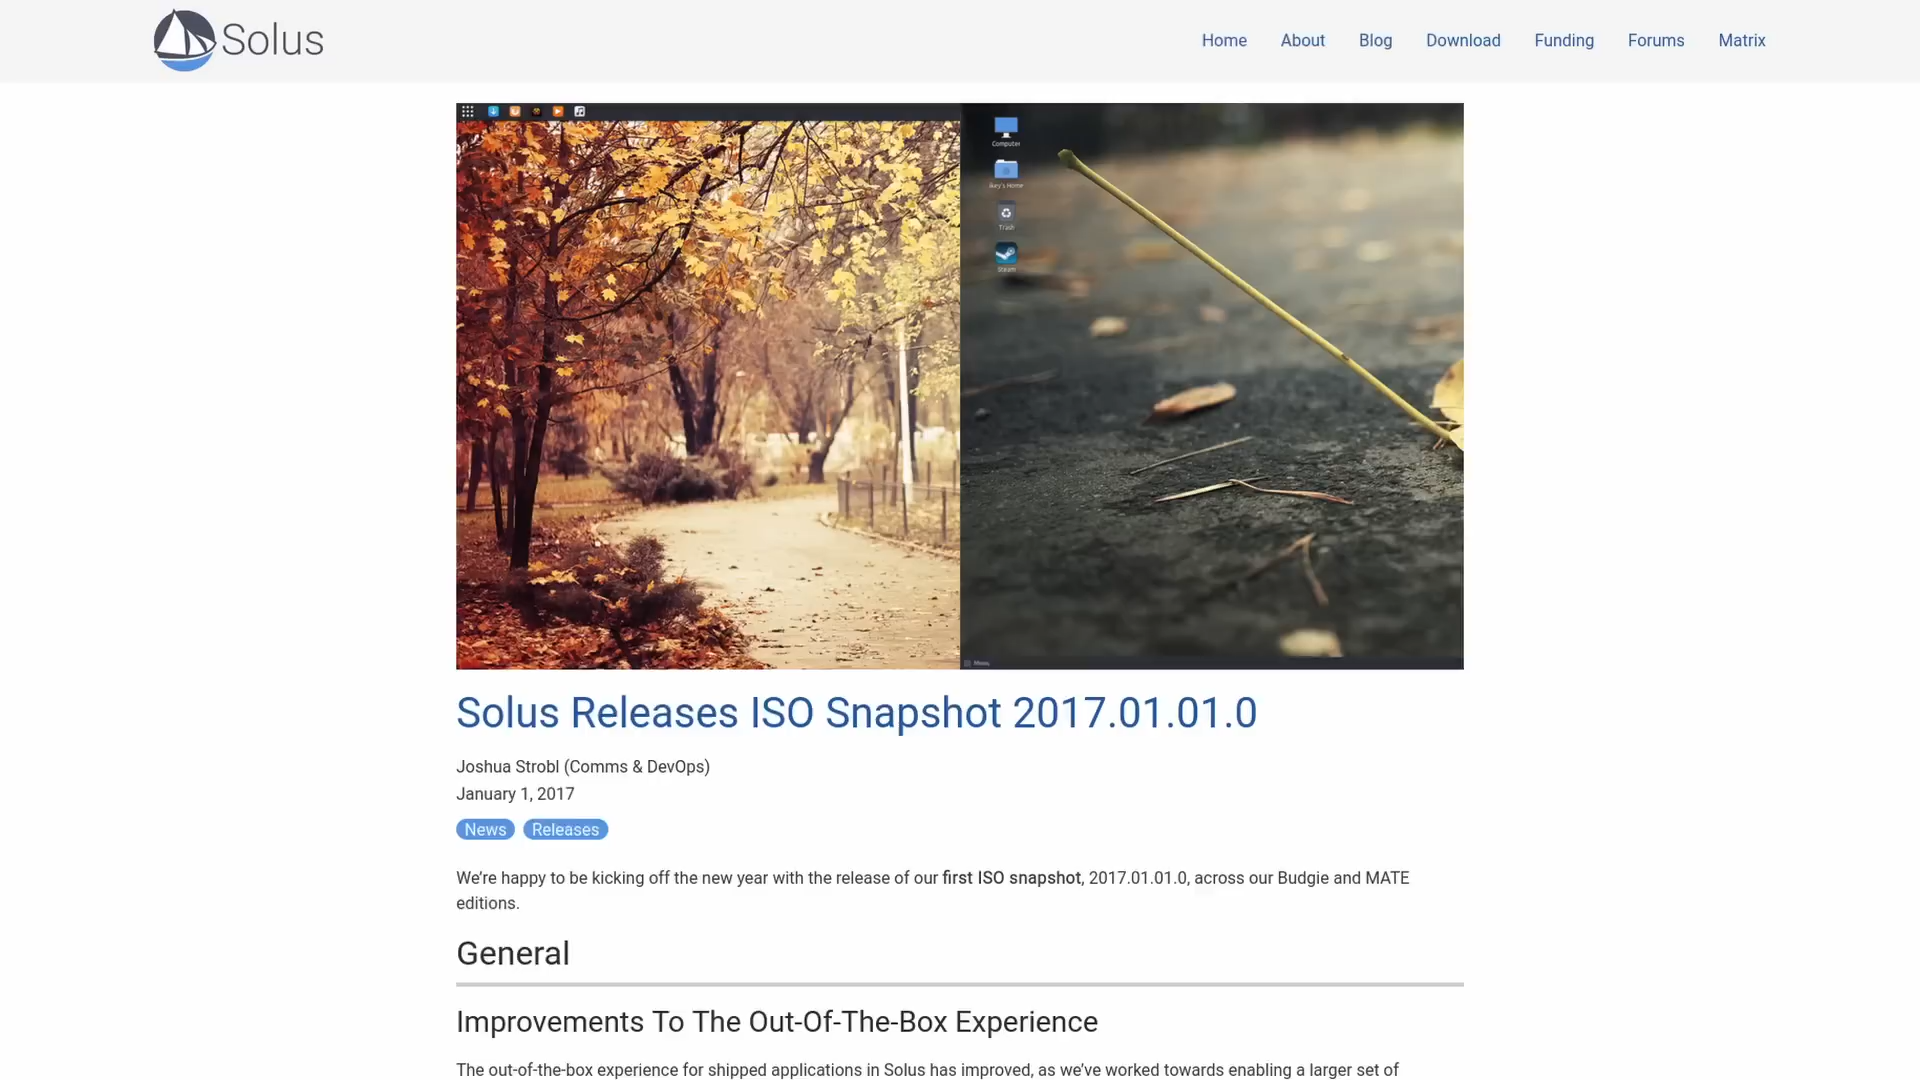 Solus
Home About Blog Download Funding Forums Matrix
Computer
ikey's Home
Trash
Steam
Menu
Solus Releases ISO Snapshot 2017.01.01.0
Joshua Strobl (Comms & DevOps)
January 1, 2017
News Releases
We’re happy to be kicking off the new year with the release of our first ISO snapshot, 2017.01.01.0, across our Budgie and MATE
editions.
General
Improvements To The Out-Of-The-Box Experience
The out-of-the-box experience for shipped applications in Solus has improved, as we’ve worked towards enabling a larger set of